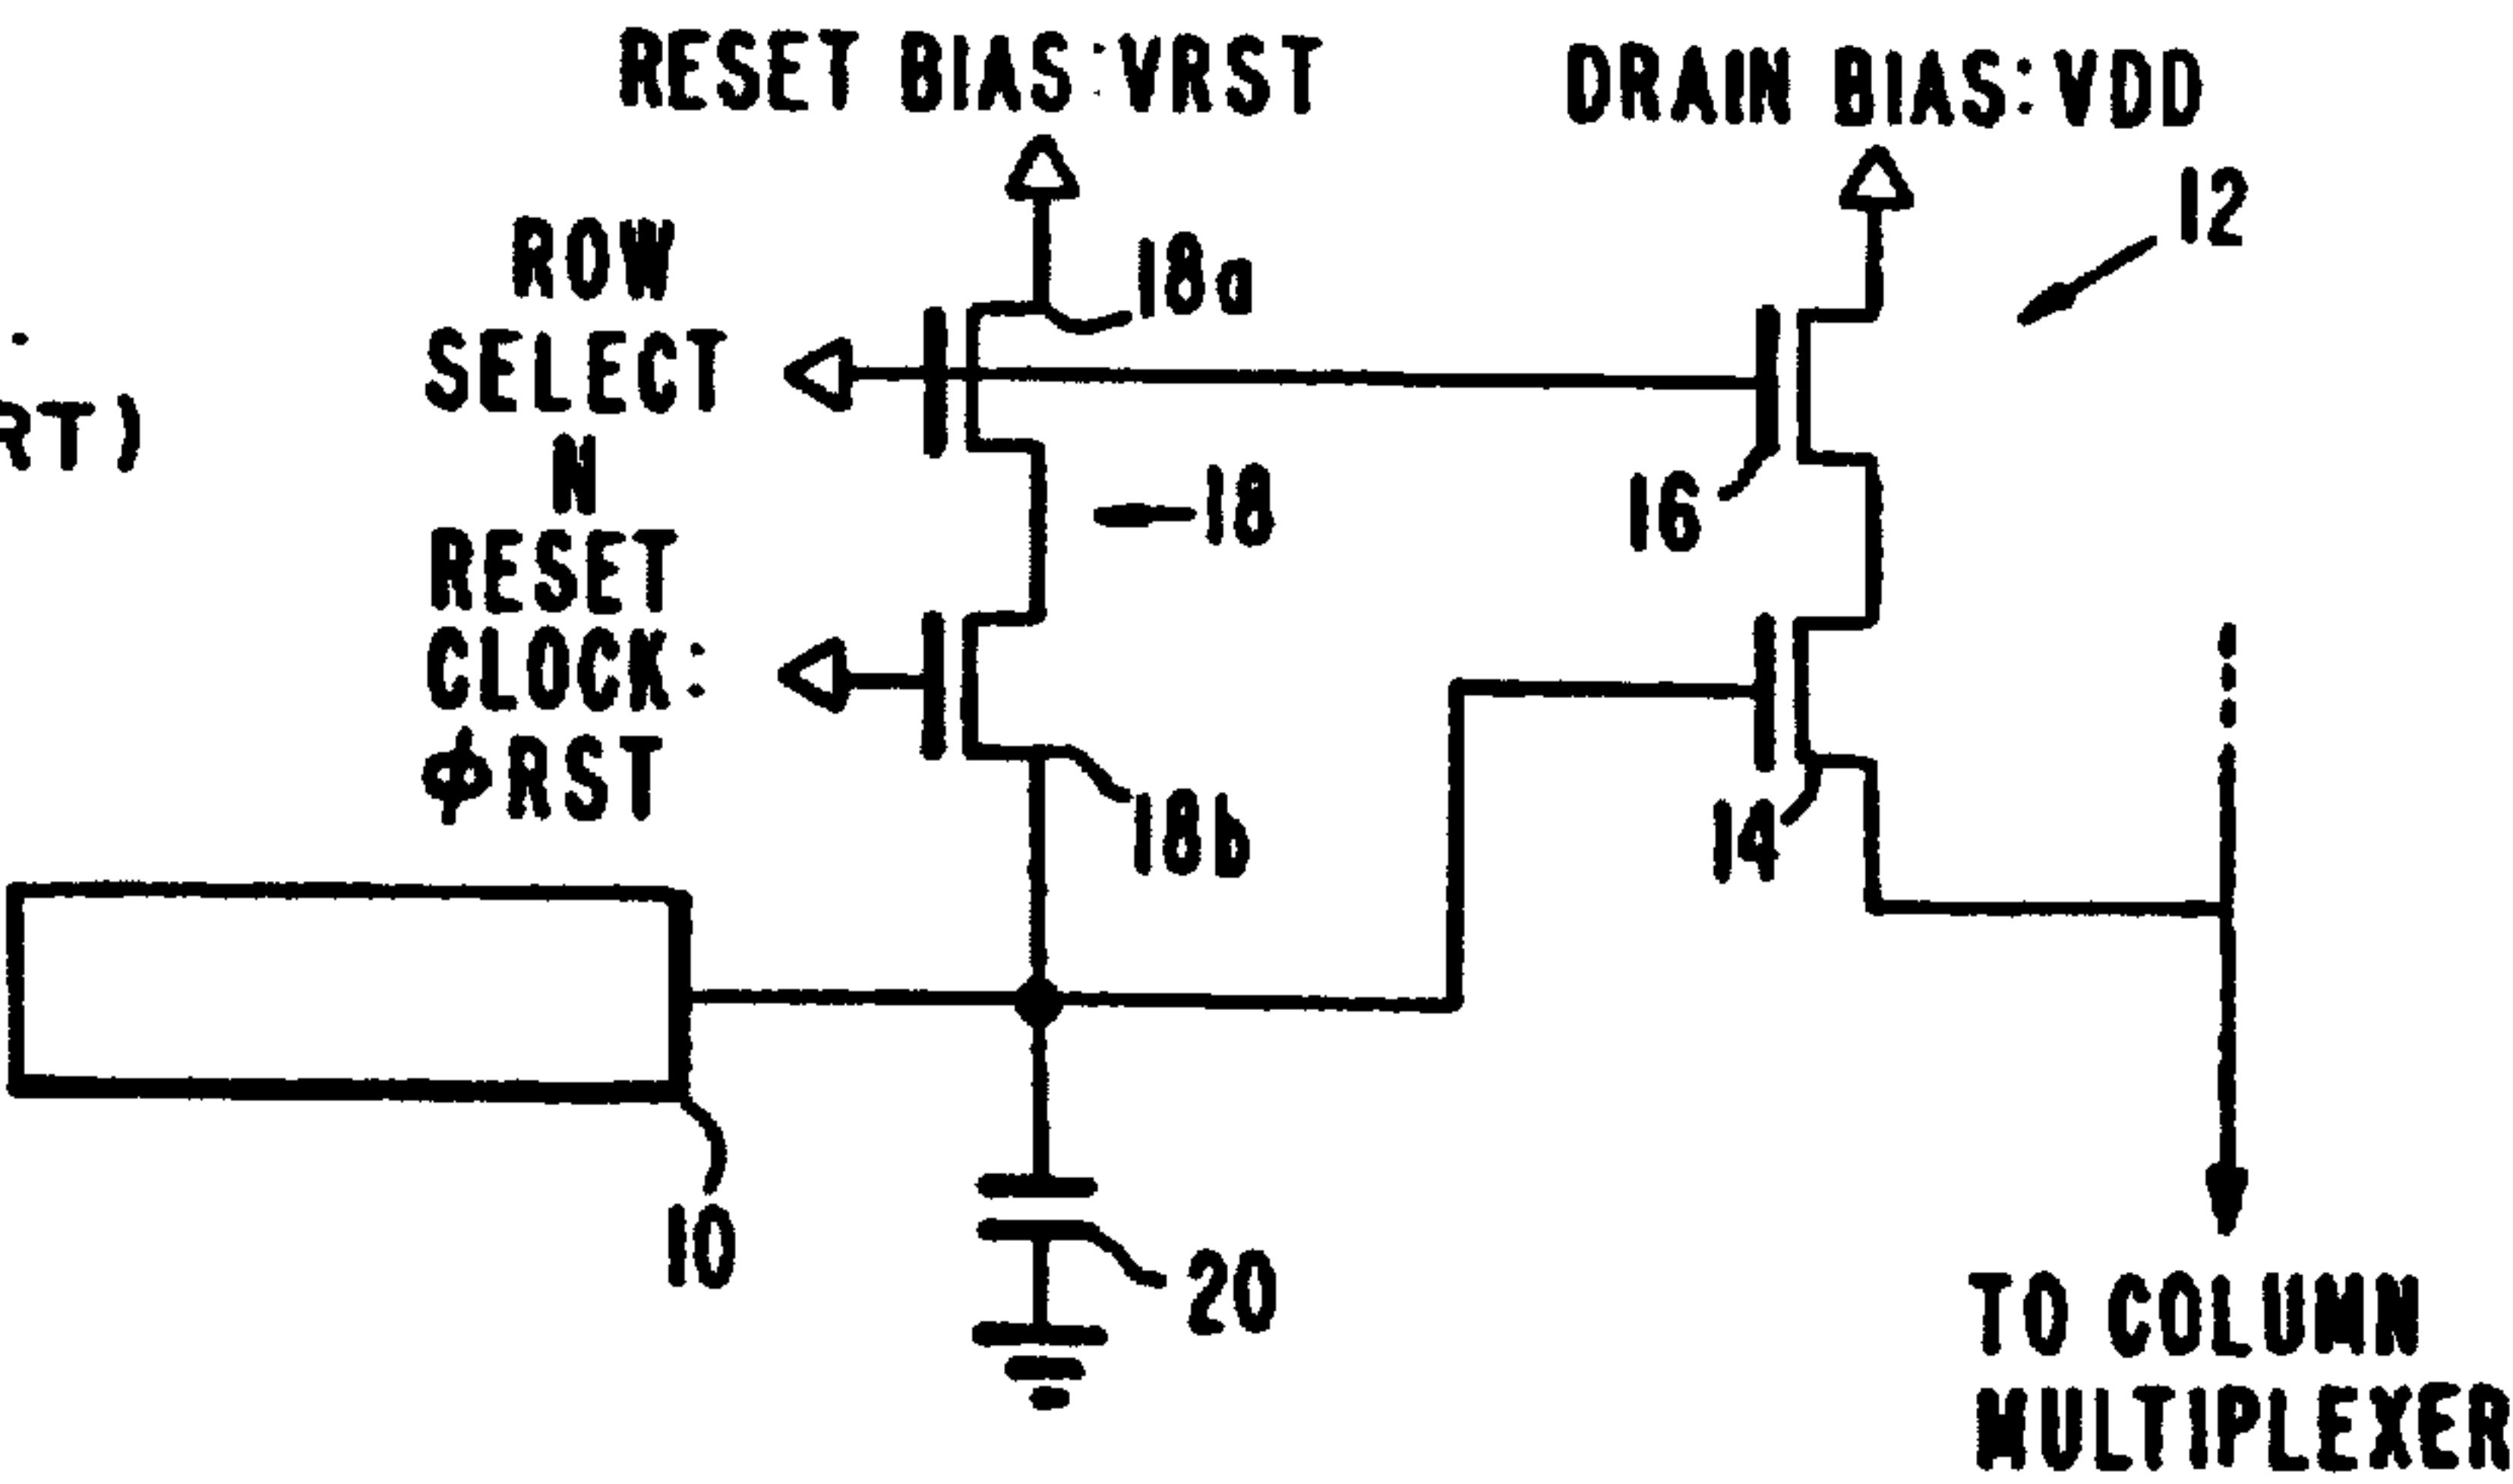 RESET BIAS:VRST
DRAIN BIAS:VDD
12
ROW
SELECT
N
RESET
CLOCK:
ϕRST
18a
18
16
RT)
18b
14
10
20
TO COLUMN
MULTIPLEXER